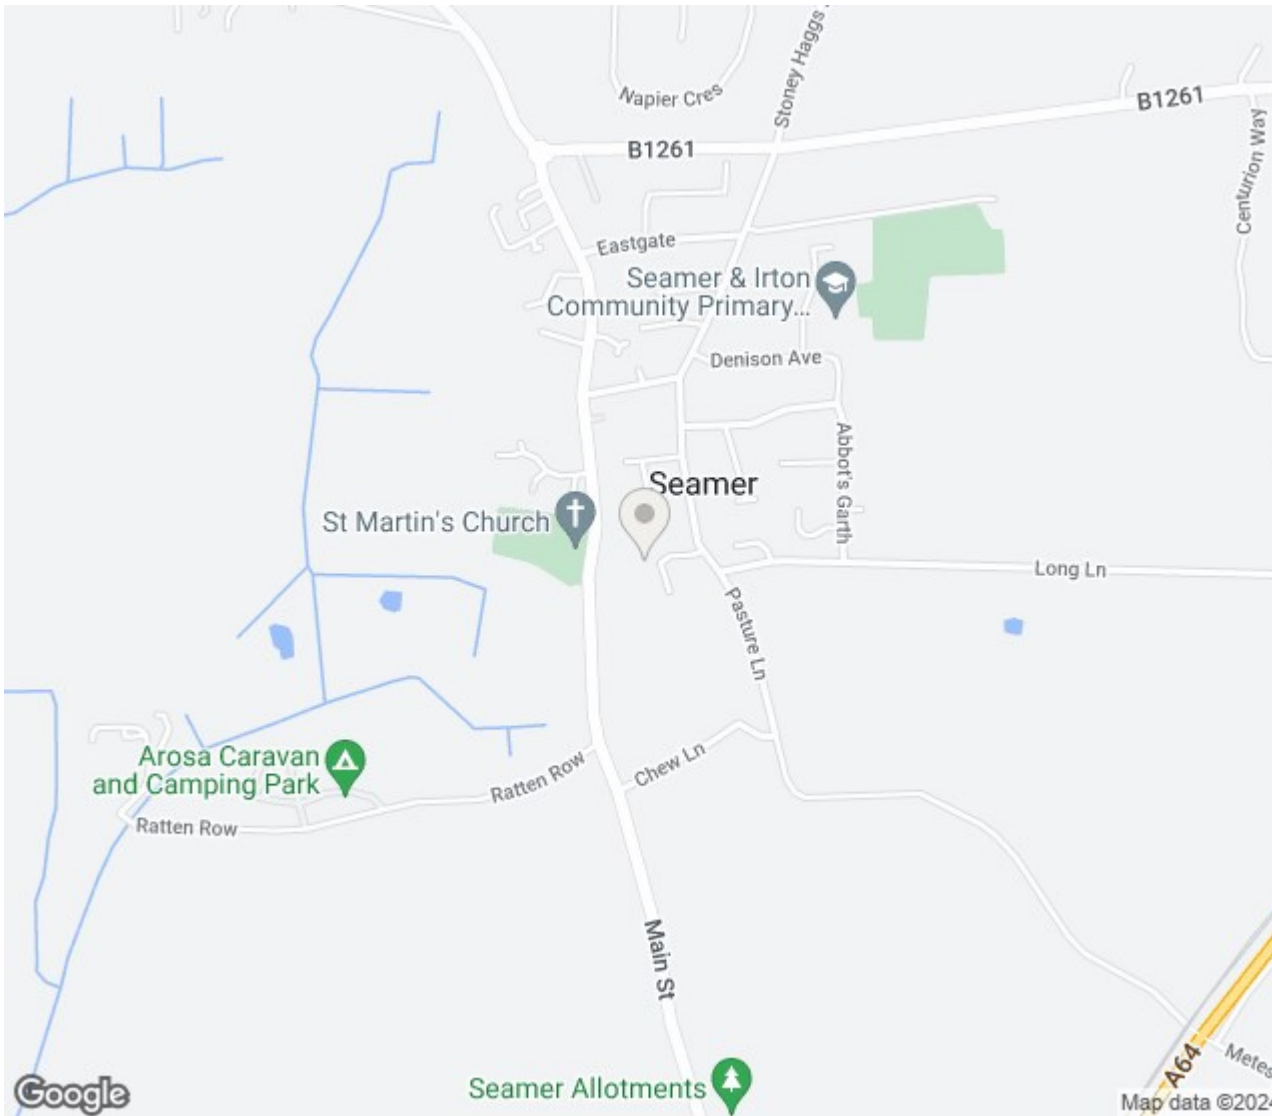 Napier Cres
Stoney Haggs
B1261
B1261
Centurion Way
Eastgate
Seamer & Irton
Community Primary...
Denison Ave
Abbot's Garth
Seamer
St Martin's Church
Long Ln
Pasture Ln
Arosa Caravan
and Camping Park
Ratten Row
Chew Ln
Ratten Row
Main St
A64
Metes
Seamer Allotments
Google
Map data ©2024